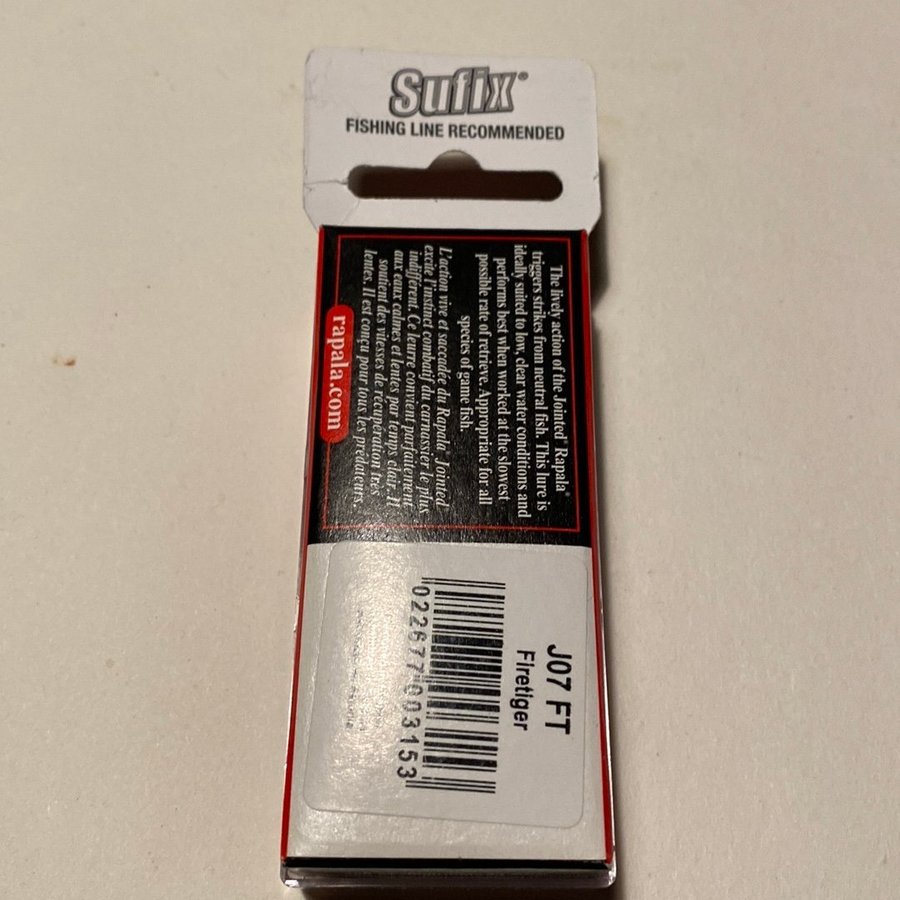 Sufix®
FISHING LINE RECOMMENDED
The lively action of the Jointed® Rapala®
triggers strikes from neutral fish. This lure is
ideally suited to low, clear water conditions and
performs best when worked at the slowest
possible rate of retrieve. Appropriate for all
species of game fish.
L'action vive et saccadée du Rapala® Jointed
excite l'instinct combatif du carnassier le plus
indifférent. Ce leurre convient parfaitement
aux eaux calmes et lentes par temps clair. Il
soutient des vitesses de récupération très
lentes. Il est conçu pour tous les prédateurs.
rapala.com
J07 FT
Firetiger
022677003153